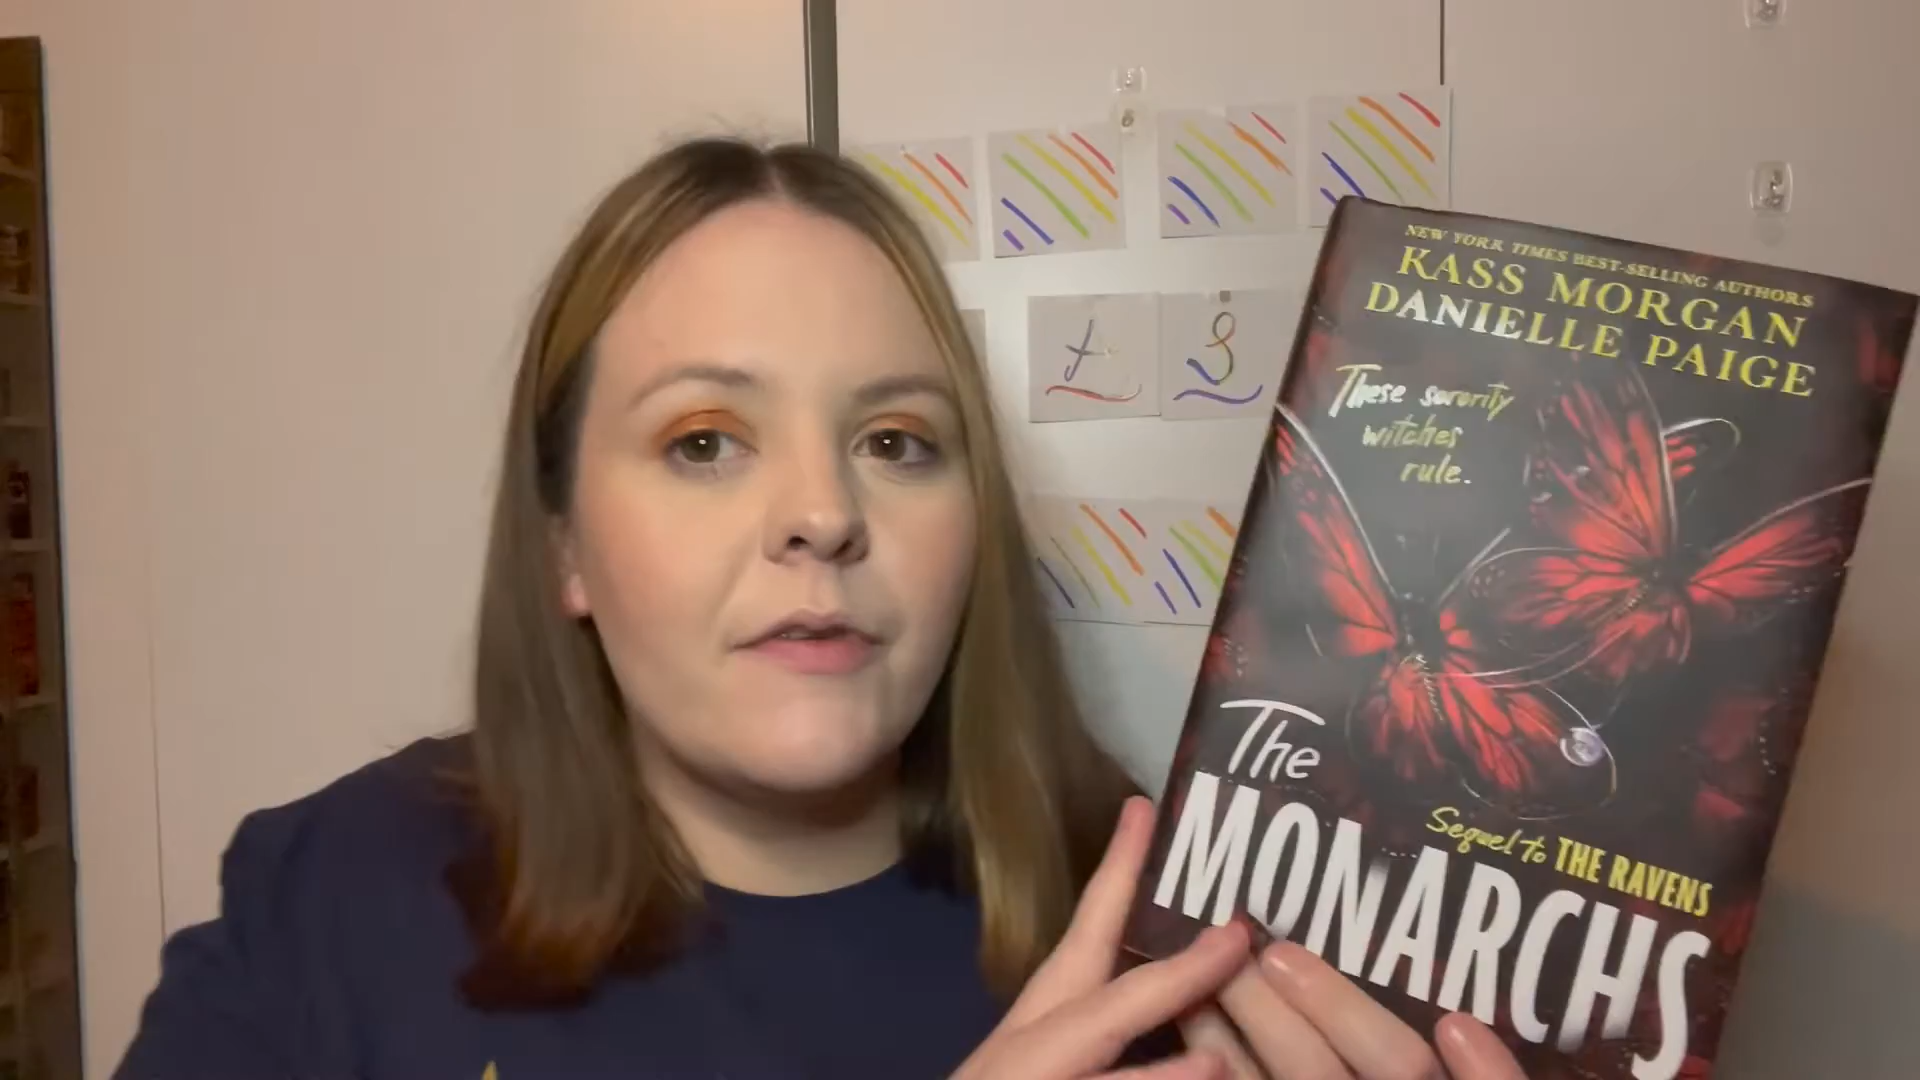 NEW YORK TIMES BEST-SELLING AUTHORS
KASS MORGAN
DANIELLE PAIGE
These sorority
witches
rule.
The
MONARCHS
Sequel to THE RAVENS